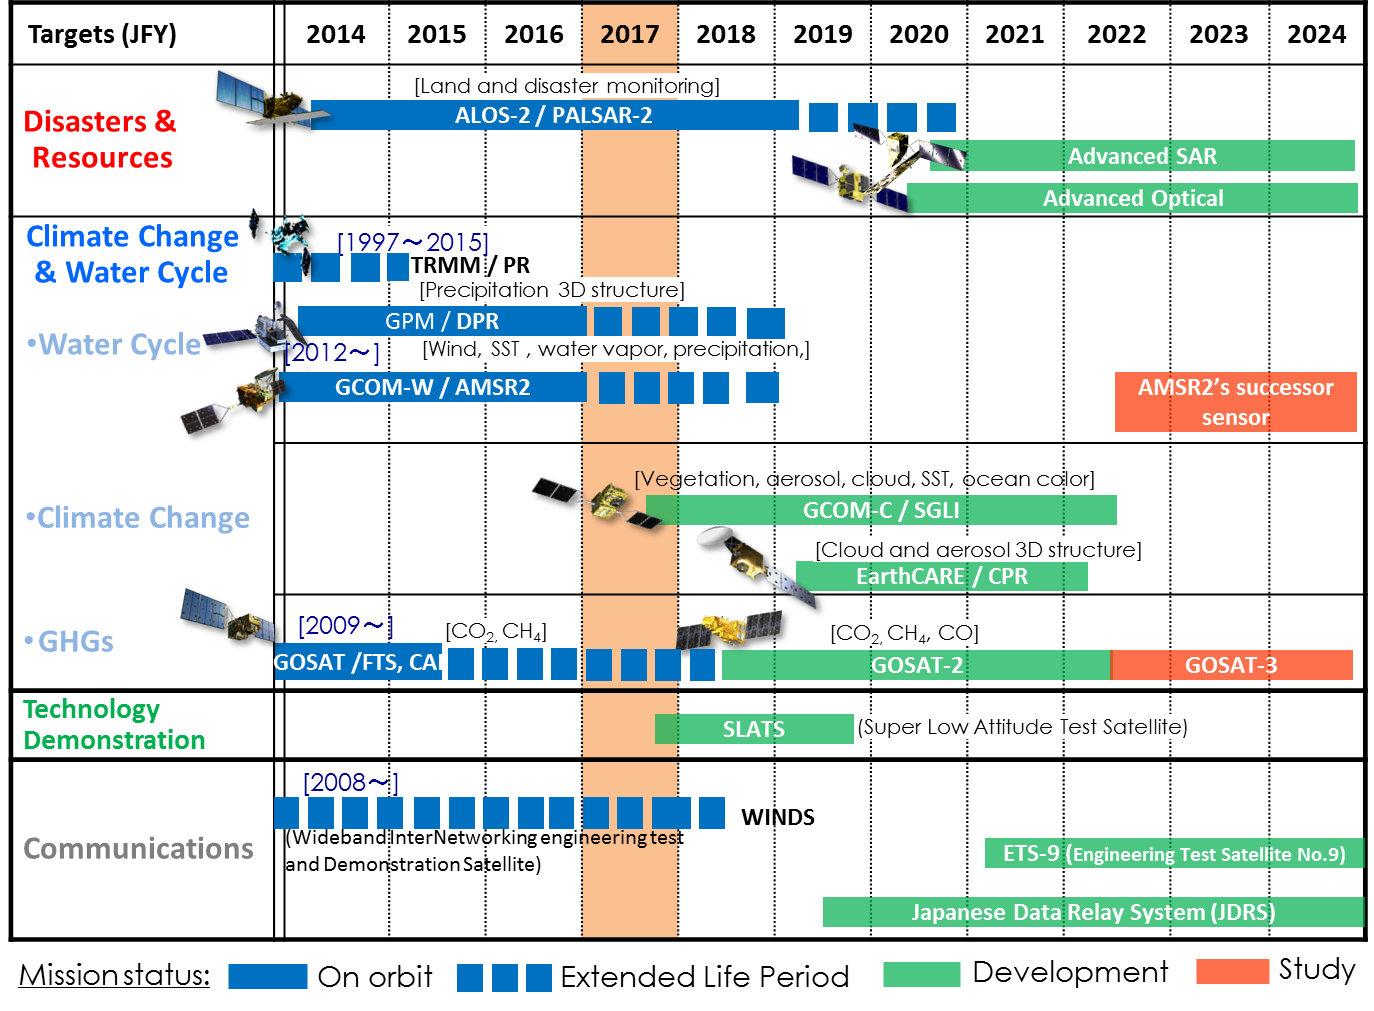 Targets (JFY) 2014 2015 2016 2017 2018 2019 2020 2021 2022 2023 2024
Disasters &
Resources
[Land and disaster monitoring]
ALOS-2 / PALSAR-2
Advanced SAR
Advanced Optical
Climate Change
& Water Cycle
[1997～2015]
TRMM / PR
[Precipitation 3D structure]
•Water Cycle
GPM / DPR
[2012～]
[Wind, SST , water vapor, precipitation,]
GCOM-W / AMSR2
AMSR2’s successor
sensor
•Climate Change
[Vegetation, aerosol, cloud, SST, ocean color]
GCOM-C / SGLI
[Cloud and aerosol 3D structure]
EarthCARE / CPR
•GHGs
[2009～]
[CO2, CH4]
[CO2, CH4, CO]
GOSAT /FTS, CAI
GOSAT-2
GOSAT-3
Technology
Demonstration
SLATS
(Super Low Attitude Test Satellite)
Communications
[2008～]
WINDS
(Wideband InterNetworking engineering test
and Demonstration Satellite)
ETS-9 (Engineering Test Satellite No.9)
Japanese Data Relay System (JDRS)
Mission status: On orbit Extended Life Period Development Study